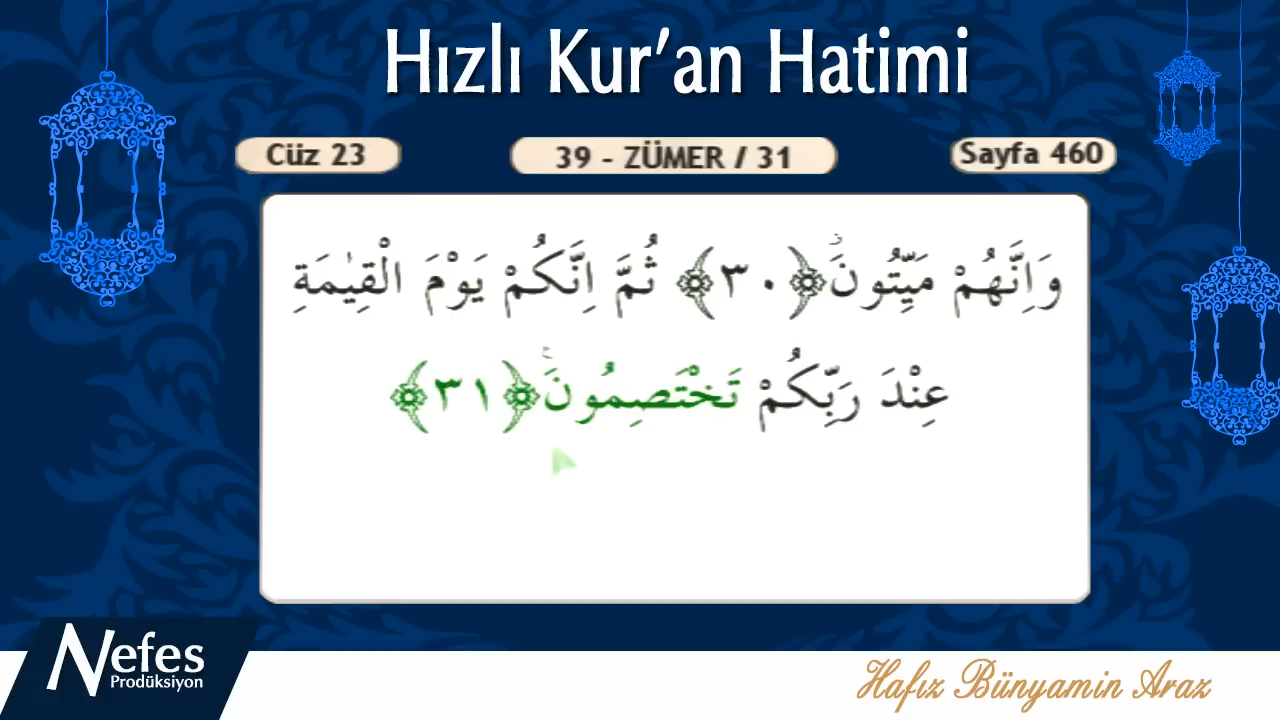 Hızlı Kur'an Hatimi
Cüz 23
39 - ZÜMER / 31
Sayfa 460
وَاِنَّهُمْ مَيِّتُونَۘ ﴿٣٠﴾ ثُمَّ اِنَّكُمْ يَوْمَ الْقِيٰمَةِ
عِنْدَ رَبِّكُمْ تَخْتَصِمُونَ۟ ﴿٣١﴾
Nefes
Prodüksiyon
Hafız Bünyamin Araz